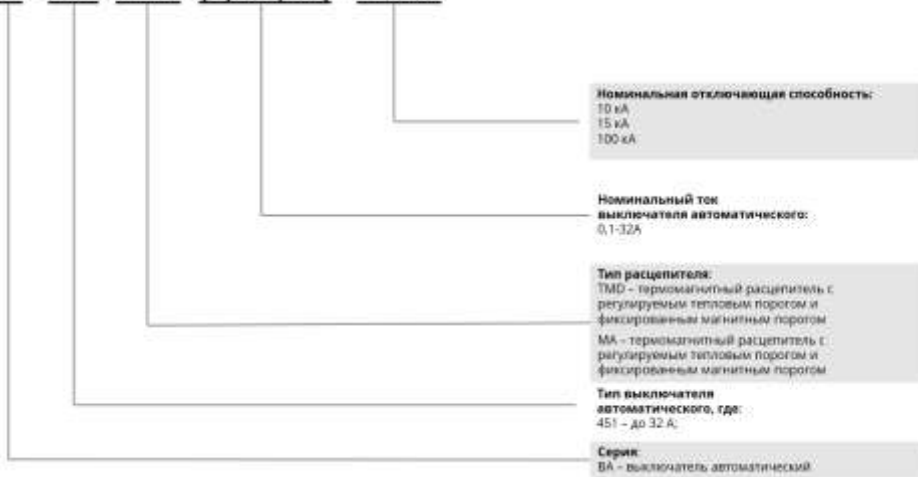 Номинальная отключающая способность:
10 кА
15 кА
100 кА
Номинальный ток
выключателя автоматического:
0,1-32А
Тип расцепителя:
TMD – термомагнитный расцепитель с
регулируемым тепловым порогом и
фиксированным магнитным порогом
МА – термомагнитный расцепитель с
регулируемым тепловым порогом и
фиксированным магнитным порогом
Тип выключателя
автоматического, где:
451 – до 32 А;
Серия:
ВА – выключатель автоматический